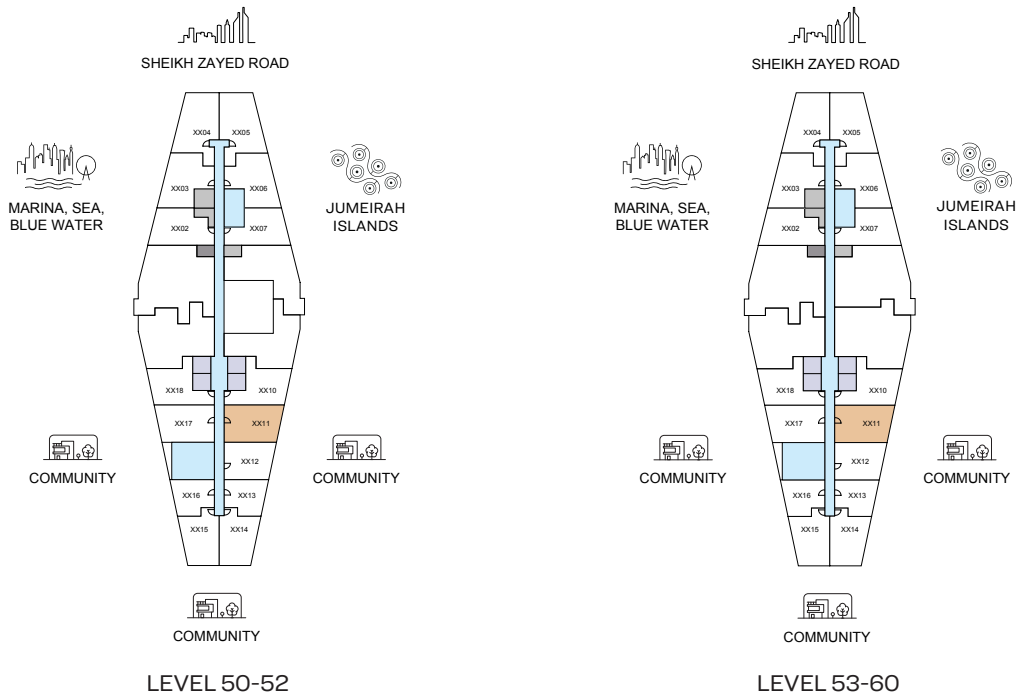 SHEIKH ZAYED ROAD
XX04 XX05
MARINA, SEA,
BLUE WATER
JUMEIRAH
ISLANDS
XX03 XX06
XX02 XX07
XX18 XX10
XX17 XX11
XX12
COMMUNITY
COMMUNITY
XX16 XX13
XX15 XX14
COMMUNITY
LEVEL 50-52
SHEIKH ZAYED ROAD
XX04 XX05
MARINA, SEA,
BLUE WATER
JUMEIRAH
ISLANDS
XX03 XX06
XX02 XX07
XX18 XX10
XX17 XX11
XX12
COMMUNITY
COMMUNITY
XX16 XX13
XX15 XX14
COMMUNITY
LEVEL 53-60